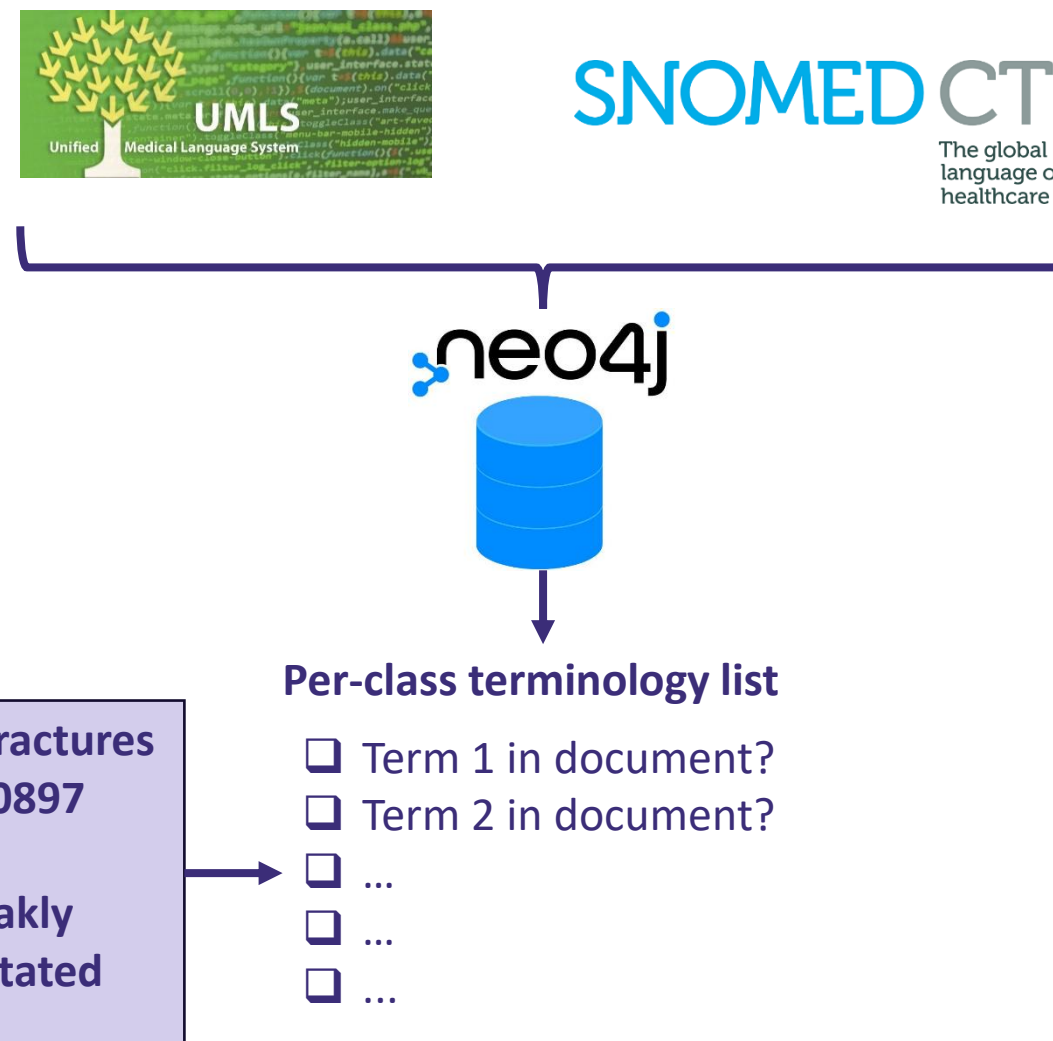 UMLS
Unified Medical Language System
SNOMED CT
The global
language o
healthcare
neo4j
Per-class terminology list
ractures
0897
akly
tated
Term 1 in document?
Term 2 in document?
...
...
...